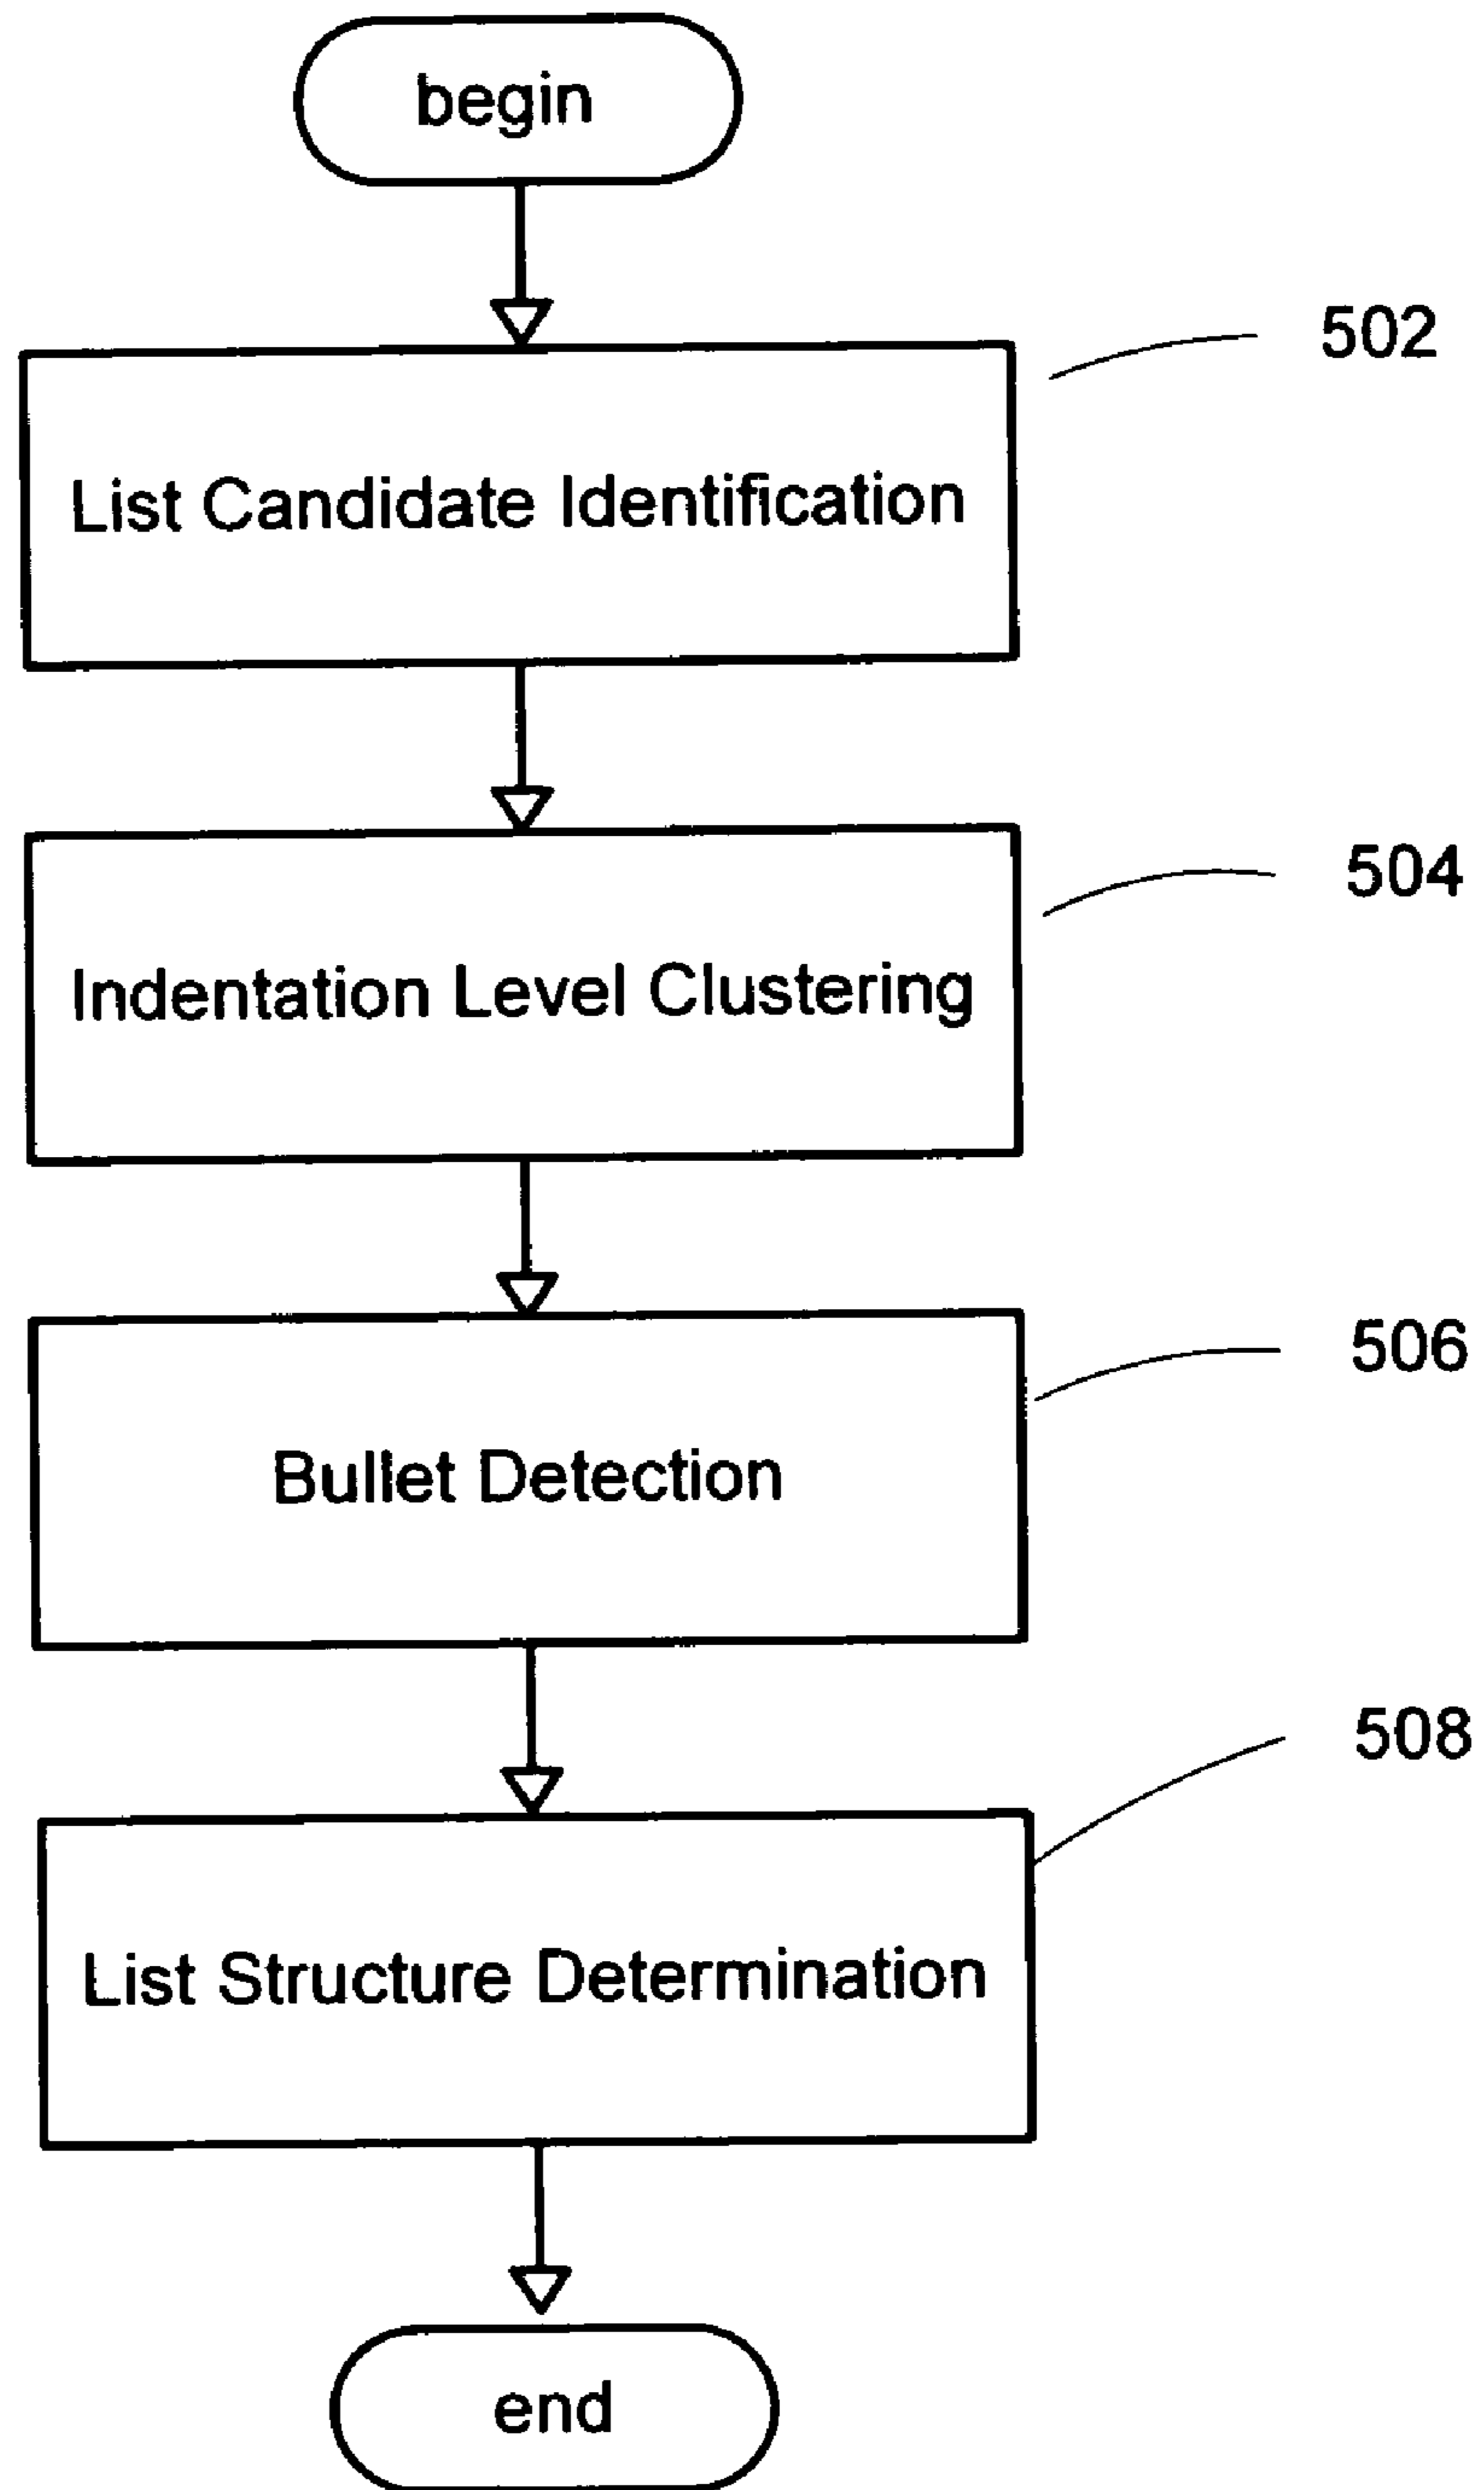 begin
502
List Candidate Identification
504
Indentation Level Clustering
506
Bullet Detection
508
List Structure Determination
end